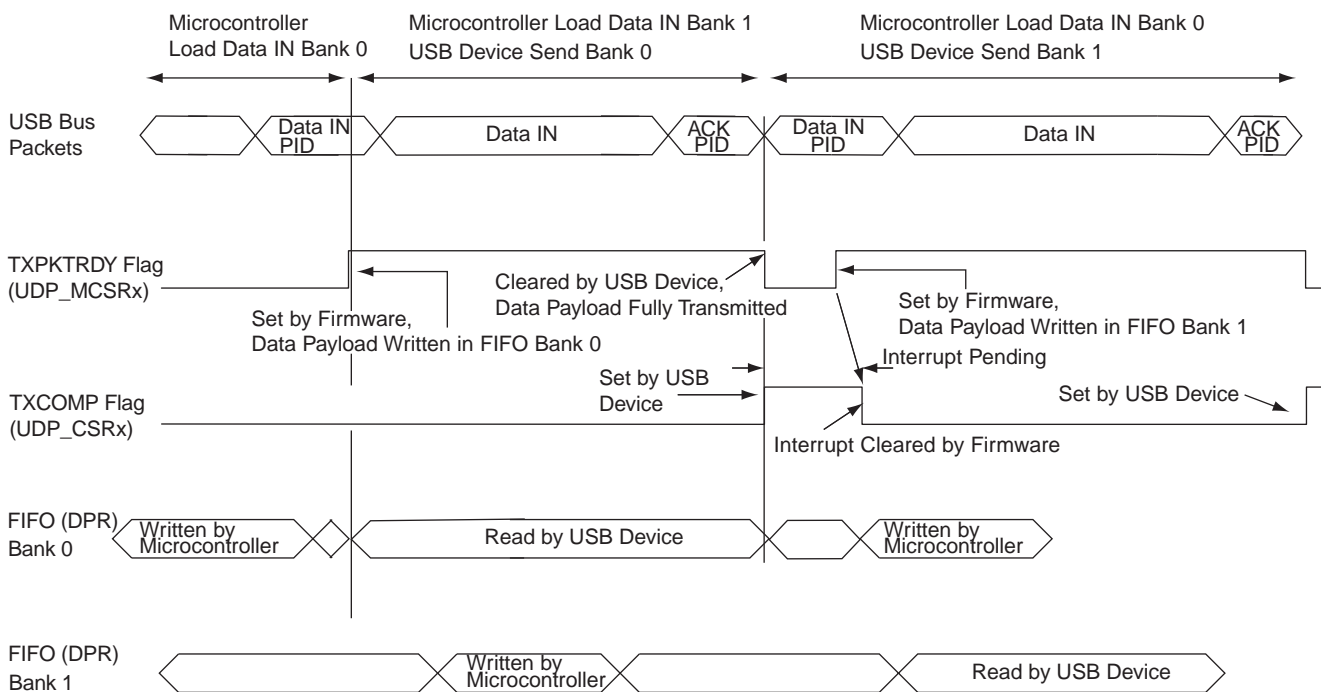 Microcontroller
Load Data IN Bank 0
Microcontroller Load Data IN Bank 1
USB Device Send Bank 0
Microcontroller Load Data IN Bank 0
USB Device Send Bank 1
USB Bus
Packets
Data IN
PID
Data IN
ACK
PID
Data IN
PID
Data IN
ACK
PID
TXPKTRDY Flag
(UDP_MCSRx)
Set by Firmware,
Data Payload Written in FIFO Bank 0
Cleared by USB Device,
Data Payload Fully Transmitted
Set by Firmware,
Data Payload Written in FIFO Bank 1
Interrupt Pending
TXCOMP Flag
(UDP_CSRx)
Set by USB
Device
Set by USB Device
Interrupt Cleared by Firmware
FIFO (DPR)
Bank 0
Written by
Microcontroller
Read by USB Device
Written by
Microcontroller
FIFO (DPR)
Bank 1
Written by
Microcontroller
Read by USB Device